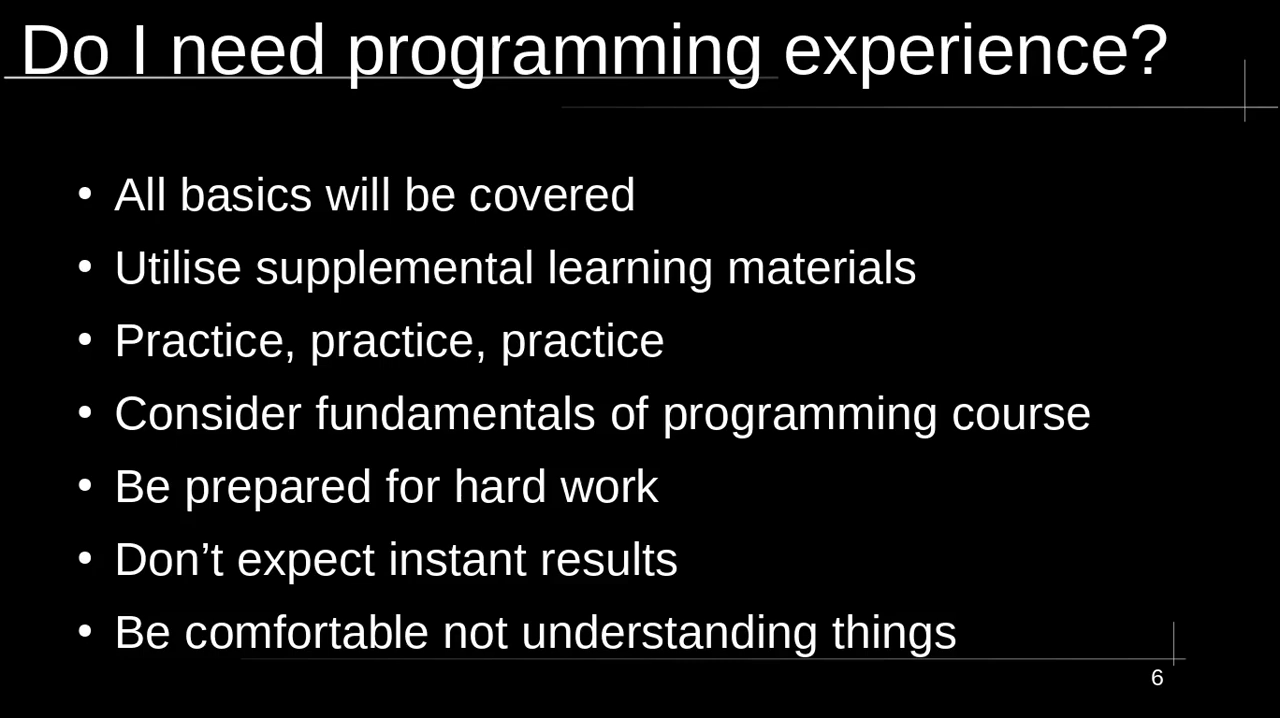 Do I need programming experience?
• All basics will be covered
• Utilise supplemental learning materials
• Practice, practice, practice
• Consider fundamentals of programming course
• Be prepared for hard work
• Don’t expect instant results
• Be comfortable not understanding things
6